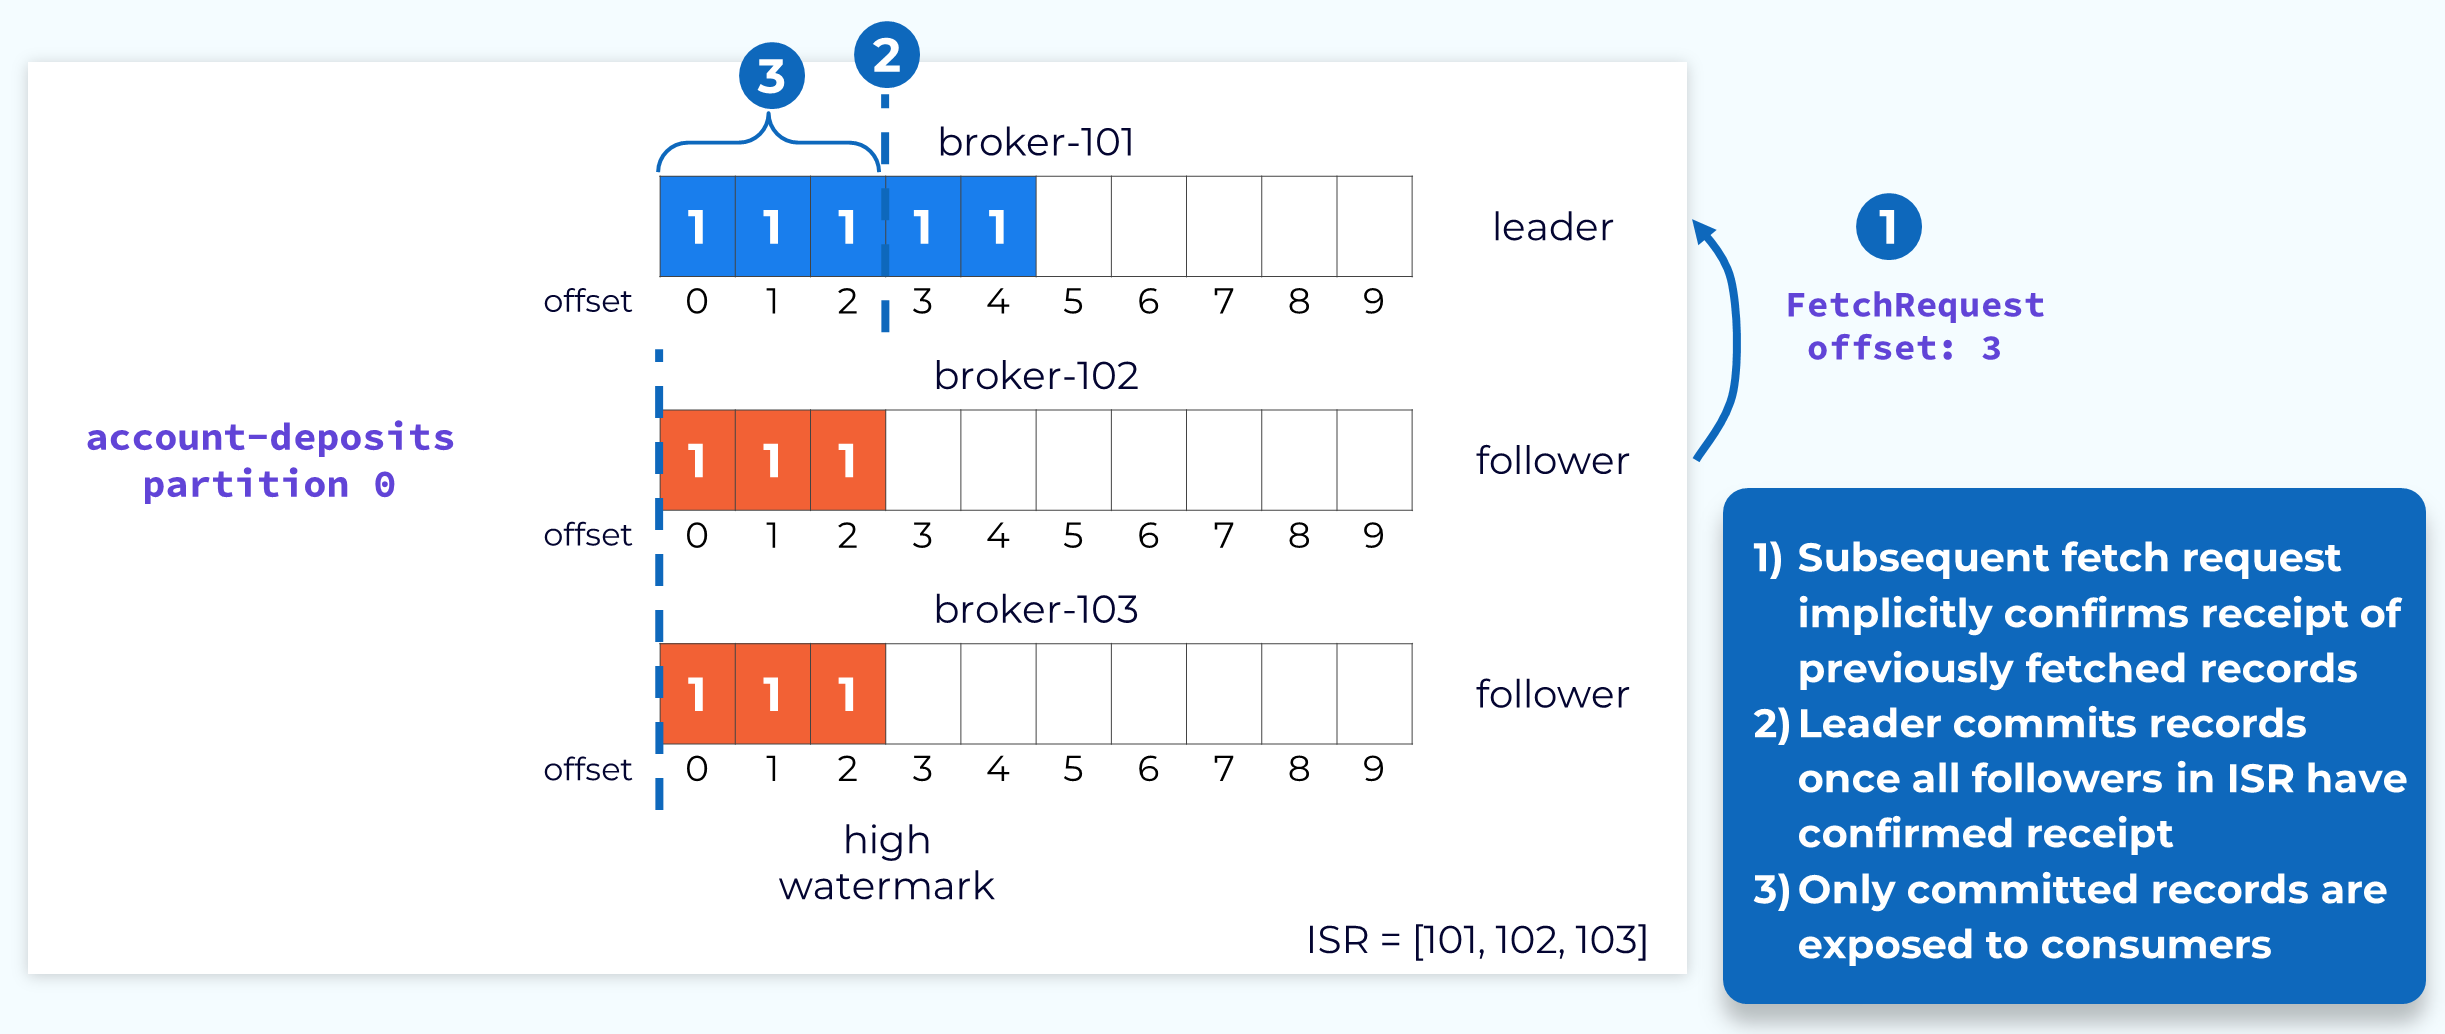 3
2
broker-101
1 1 1 1 1
leader
offset 0 1 2 3 4 5 6 7 8 9
1
FetchRequest
offset: 3
account-deposits
partition 0
broker-102
1 1 1
follower
offset 0 1 2 3 4 5 6 7 8 9
broker-103
1 1 1
follower
offset 0 1 2 3 4 5 6 7 8 9
high
watermark
ISR = [101, 102, 103]
1) Subsequent fetch request
implicitly confirms receipt of
previously fetched records
2) Leader commits records
once all followers in ISR have
confirmed receipt
3) Only committed records are
exposed to consumers